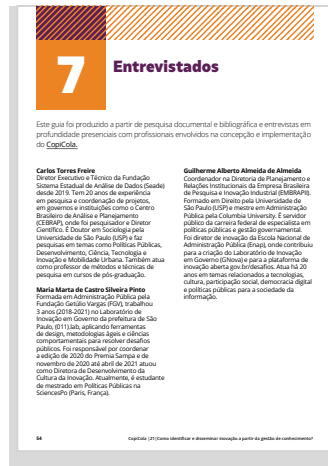 7
Entrevistados
Este guia foi produzido a partir de pesquisa documental e bibliográfica e entrevistas em
profundidade presenciais com profissionais envolvidos na concepção e implementação
do CopiCola.
Carlos Torres Freire
Diretor Executivo e Técnico da Fundação
Sistema Estadual de Análise de Dados (Seade)
desde 2019. Tem 20 anos de experiência
em pesquisa e coordenação de projetos,
em governos e instituições como o Centro
Brasileiro de Análise e Planejamento
(CEBRAP), onde foi pesquisador e Diretor
Científico. É Doutor em Sociologia pela
Universidade de São Paulo (USP) e faz
pesquisas em temas como Políticas Públicas,
Desenvolvimento, Ciência, Tecnologia e
Inovação e Mobilidade Urbana. Também atua
como professor de métodos e técnicas de
pesquisa em cursos de pós-graduação.
Maria Marta de Castro Silveira Pinto
Formada em Administração Pública pela
Fundação Getúlio Vargas (FGV), trabalhou
3 anos (2018-2021) no Laboratório de
Inovação em Governo da prefeitura de São
Paulo, (011).lab, aplicando ferramentas
de design, metodologias ágeis e ciências
comportamentais para resolver desafios
públicos. Foi responsável por coordenar
a edição de 2020 do Premia Sampa e de
novembro de 2020 até abril de 2021 atuou
como Diretora de Desenvolvimento da
Cultura da Inovação. Atualmente, é estudante
de mestrado em Políticas Públicas na
SciencesPo (Paris, França).
Guilherme Alberto Almeida de Almeida
Coordenador na Diretoria de Planejamento e
Relações Institucionais da Empresa Brasileira
de Pesquisa e Inovação Industrial (EMBRAPII).
Formado em Direito pela Universidade de
São Paulo (USP) e mestre em Administração
Pública pela Columbia University. É servidor
público da carreira federal de especialista em
políticas públicas e gestão governamental.
Foi diretor de inovação da Escola Nacional de
Administração Pública (Enap), onde contribuiu
para a criação do Laboratório de Inovação
em Governo (GNova) e para a plataforma de
inovação aberta gov.br/desafios. Atua há 20
anos em temas relacionados a tecnologias,
cultura, participação social, democracia digital
e políticas públicas para a sociedade da
informação.
54
CopiCola |21|Como identificar e disseminar inovação a partir da gestão de conhecimento?